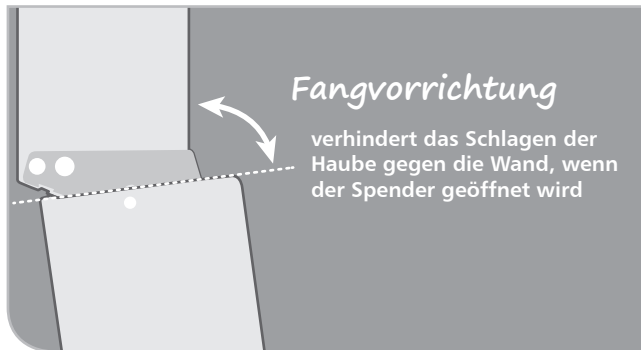 Fangvorrichtung
verhindert das Schlagen der
Haube gegen die Wand, wenn
der Spender geöffnet wird